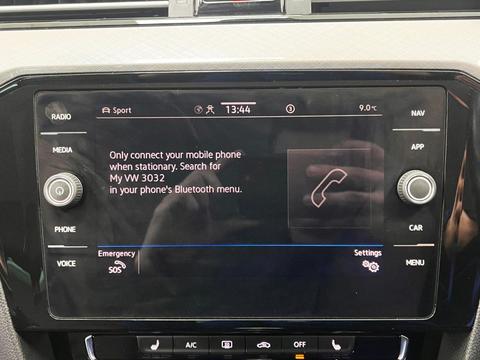 Sport
13:44
3
9.0°C
RADIO
MEDIA
PHONE
VOICE
NAV
APP
CAR
MENU
Only connect your mobile phone
when stationary. Search for
My VW 3032
in your phone's Bluetooth menu.
Emergency
SOS
Settings
A/C
OFF